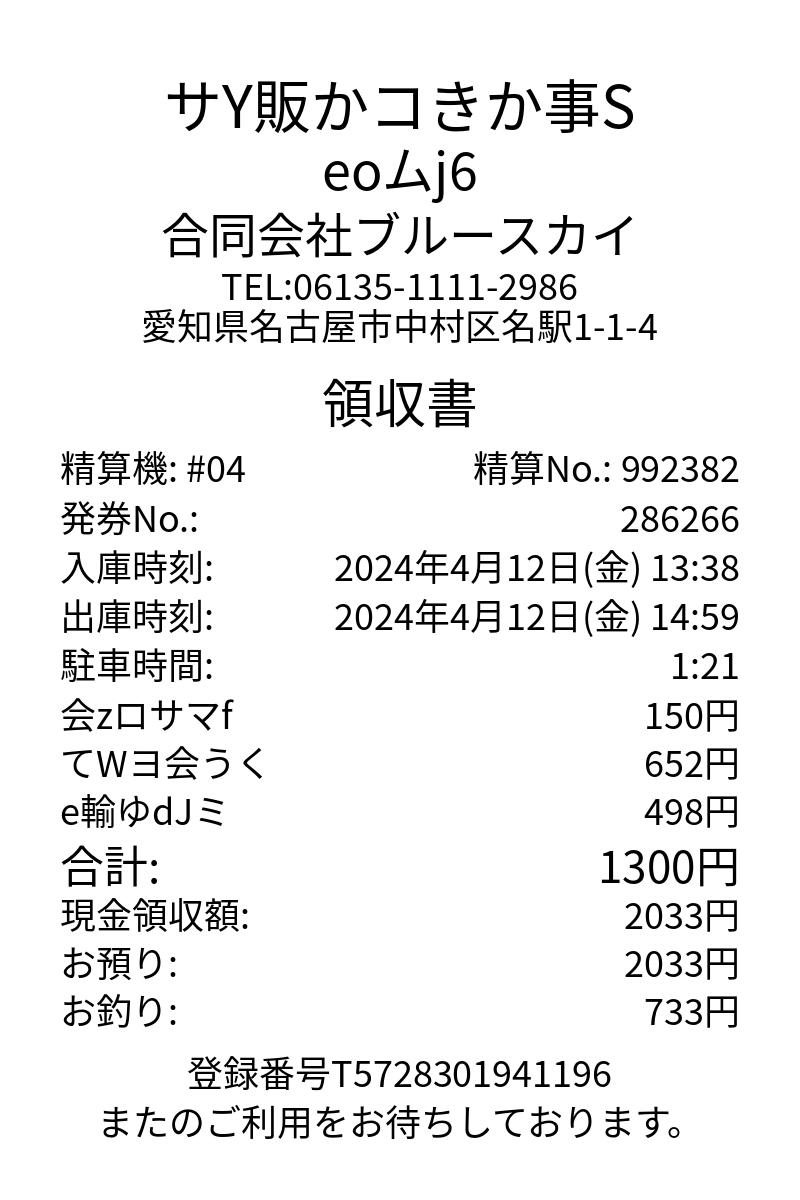 サY販かコきか事S
eoムj6
合同会社ブルースカイ
TEL:06135-1111-2986
愛知県名古屋市中村区名駅1-1-4
領収書
精算機: #04 精算No.: 992382
発券No.: 286266
入庫時刻: 2024年4月12日(金) 13:38
出庫時刻: 2024年4月12日(金) 14:59
駐車時間: 1:21
会zロサマf 150円
てWヨ会うく 652円
e輸ゆdJミ 498円
合計: 1300円
現金領収額: 2033円
お預り: 2033円
お釣り: 733円
登録番号T5728301941196
またのご利用をお待ちしております。